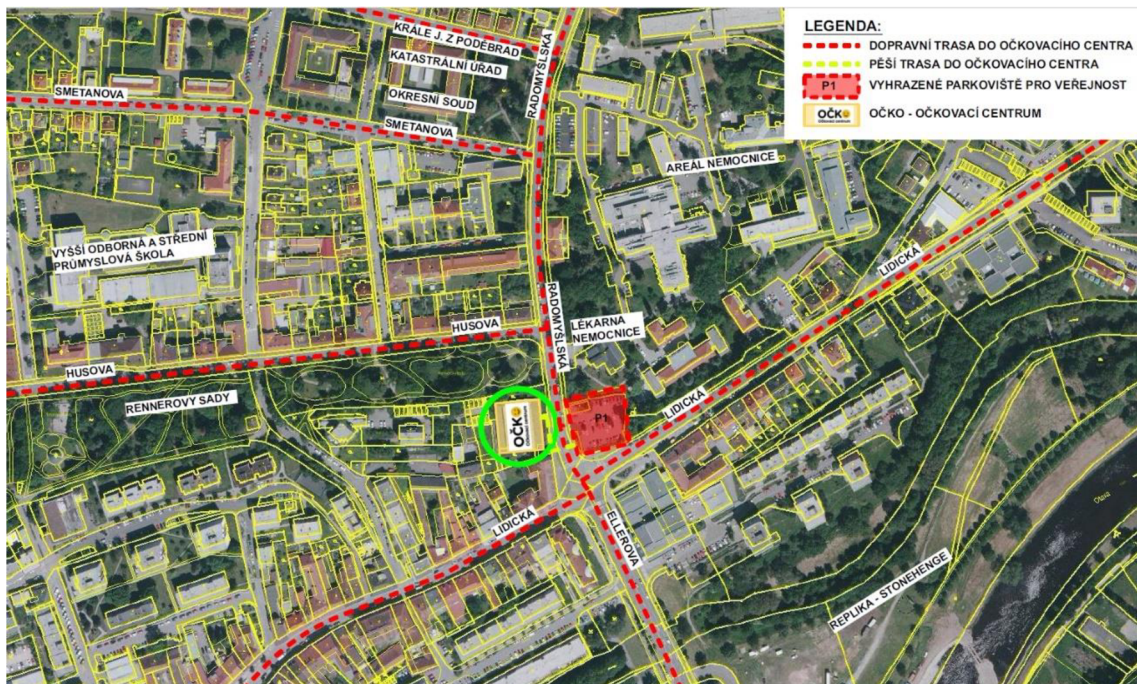 LEGENDA:
DOPRAVNÍ TRASA DO OČKOVACÍHO CENTRA
PĚŠÍ TRASA DO OČKOVACÍHO CENTRA
P1 VYHRAZENÉ PARKOVIŠTĚ PRO VEŘEJNOST
OČKO OČKO - OČKOVACÍ CENTRUM
KRÁLE J. Z PODĚBRAD
RADOMYŠLSKÁ
KATASTRÁLNÍ ÚŘAD
SMETANOVA
OKRESNÍ SOUD
SMETANOVA
AREÁL NEMOCNICE
VYŠŠÍ ODBORNÁ A STŘEDNÍ
PRŮMYSLOVÁ ŠKOLA
LIDICKÁ
RADOMYŠLSKÁ
HUSOVA
LÉKARNA
NEMOCNICE
HUSOVA
RENNEROVY SADY
OČKO
P1
LIDICKÁ
LIDICKÁ
ELLEROVA
Otava
REPLIKA - STONEHENGE